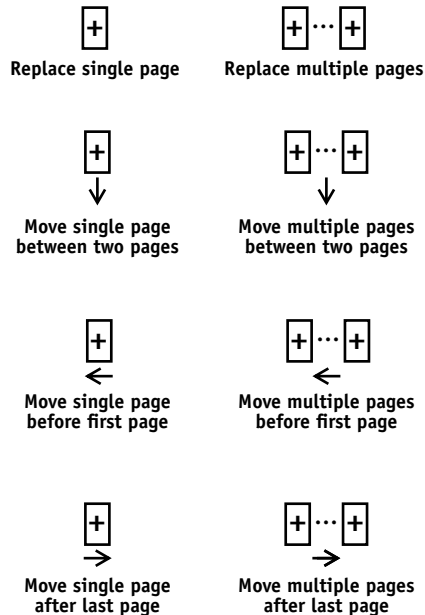 +
+ ... +
Replace single page
Replace multiple pages
+
+ ... +
Move single page
between two pages
Move multiple pages
between two pages
+
+ ... +
Move single page
before first page
Move multiple pages
before first page
+
+ ... +
Move single page
after last page
Move multiple pages
after last page